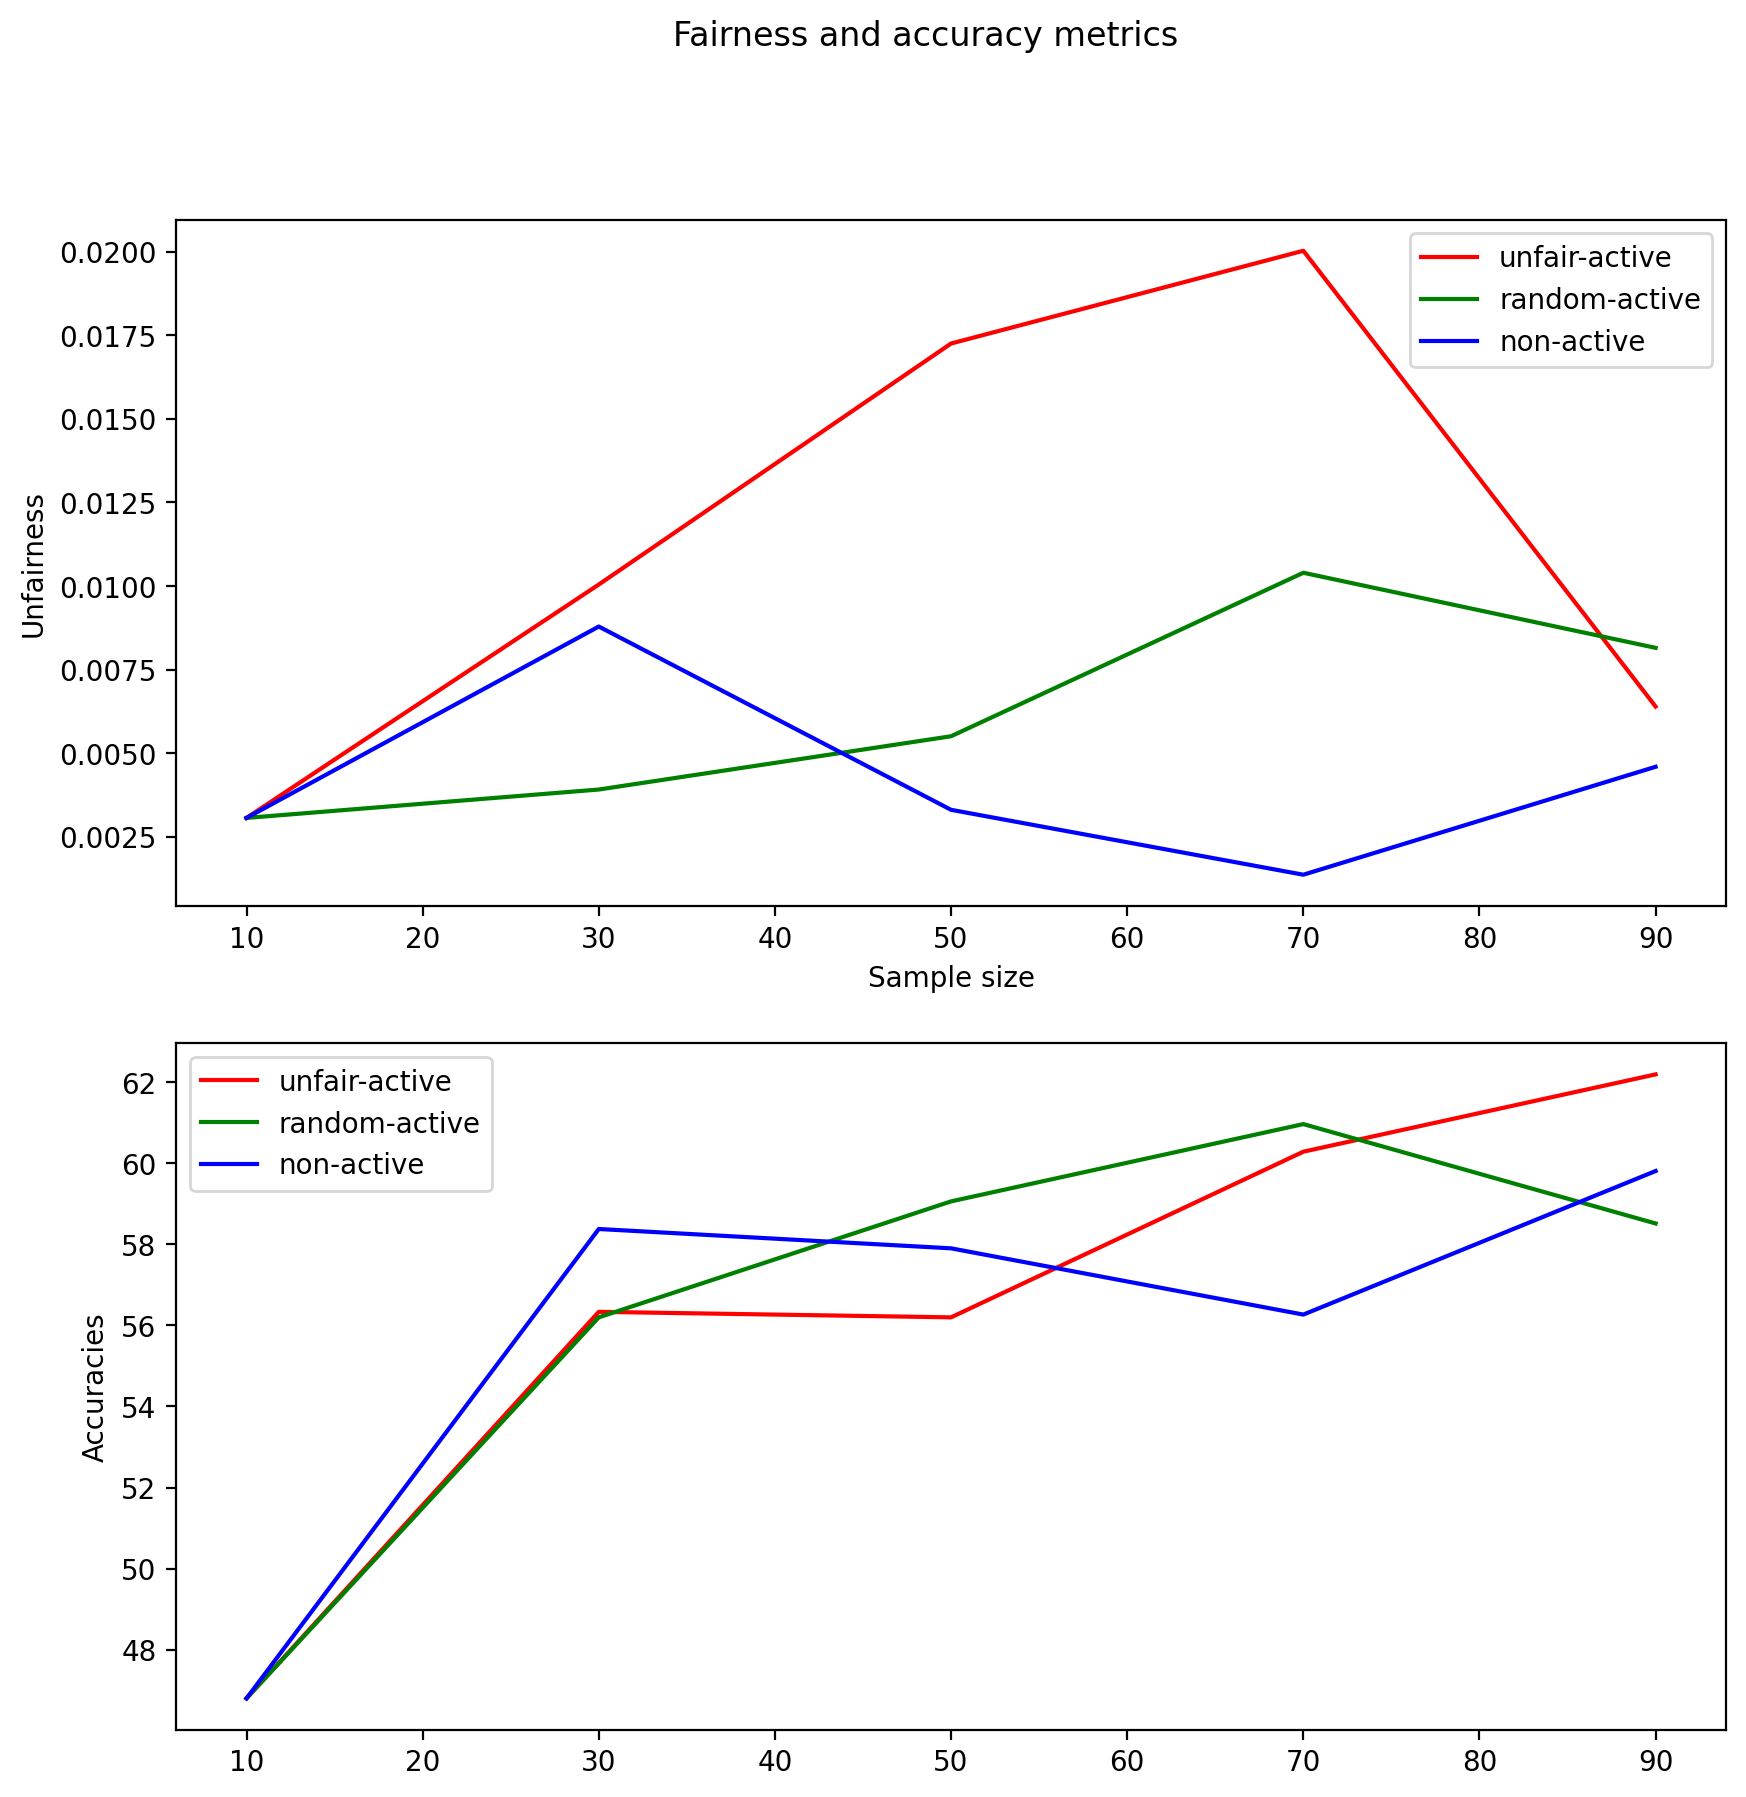 Fairness and accuracy metrics
0.0200
0.0175
0.0150
0.0125
0.0100
0.0075
0.0050
0.0025
Unfairness
unfair-active
random-active
non-active
10 20 30 40 50 60 70 80 90
Sample size
62
60
58
56
54
52
50
48
Accuracies
unfair-active
random-active
non-active
10 20 30 40 50 60 70 80 90